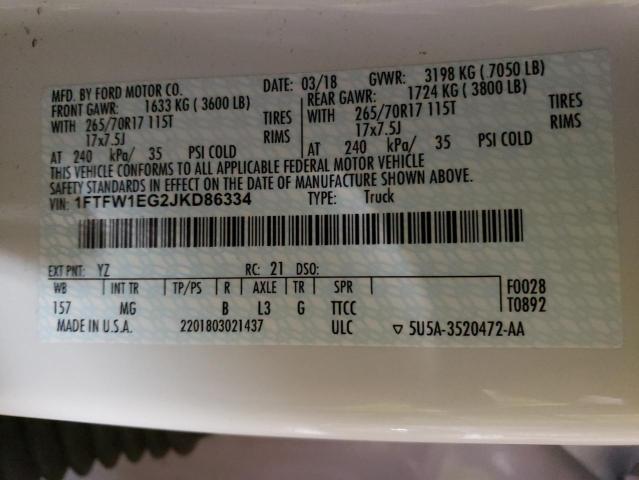 MFD. BY FORD MOTOR CO. DATE: 03/18 GVWR: 3198 KG ( 7050 LB)
FRONT GAWR: 1633 KG ( 3600 LB) REAR GAWR: 1724 KG ( 3800 LB)
WITH 265/70R17 115T TIRES WITH 265/70R17 115T TIRES
17x7.5J RIMS 17x7.5J RIMS
AT 240 kPa/ 35 PSI COLD AT 240 kPa/ 35 PSI COLD
THIS VEHICLE CONFORMS TO ALL APPLICABLE FEDERAL MOTOR VEHICLE
SAFETY STANDARDS IN EFFECT ON THE DATE OF MANUFACTURE SHOWN ABOVE.
VIN: 1FTFW1EG2JKD86334 TYPE: Truck
EXT PNT: YZ RC: 21 DSO:
WB INT TR TP/PS R AXLE TR SPR F0028
157 MG B L3 G TTCC T0892
MADE IN U.S.A. 2201803021437 ULC ▽ 5U5A-3520472-AA